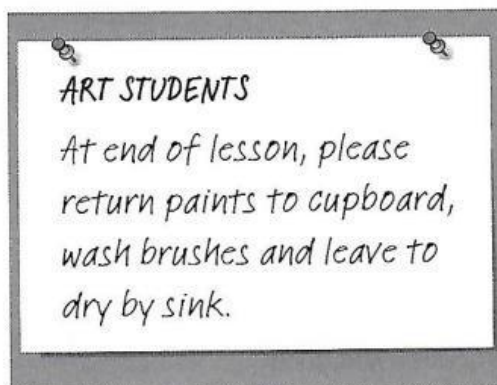 ART STUDENTS
At end of lesson, please
return paints to cupboard,
wash brushes and leave to
dry by sink.